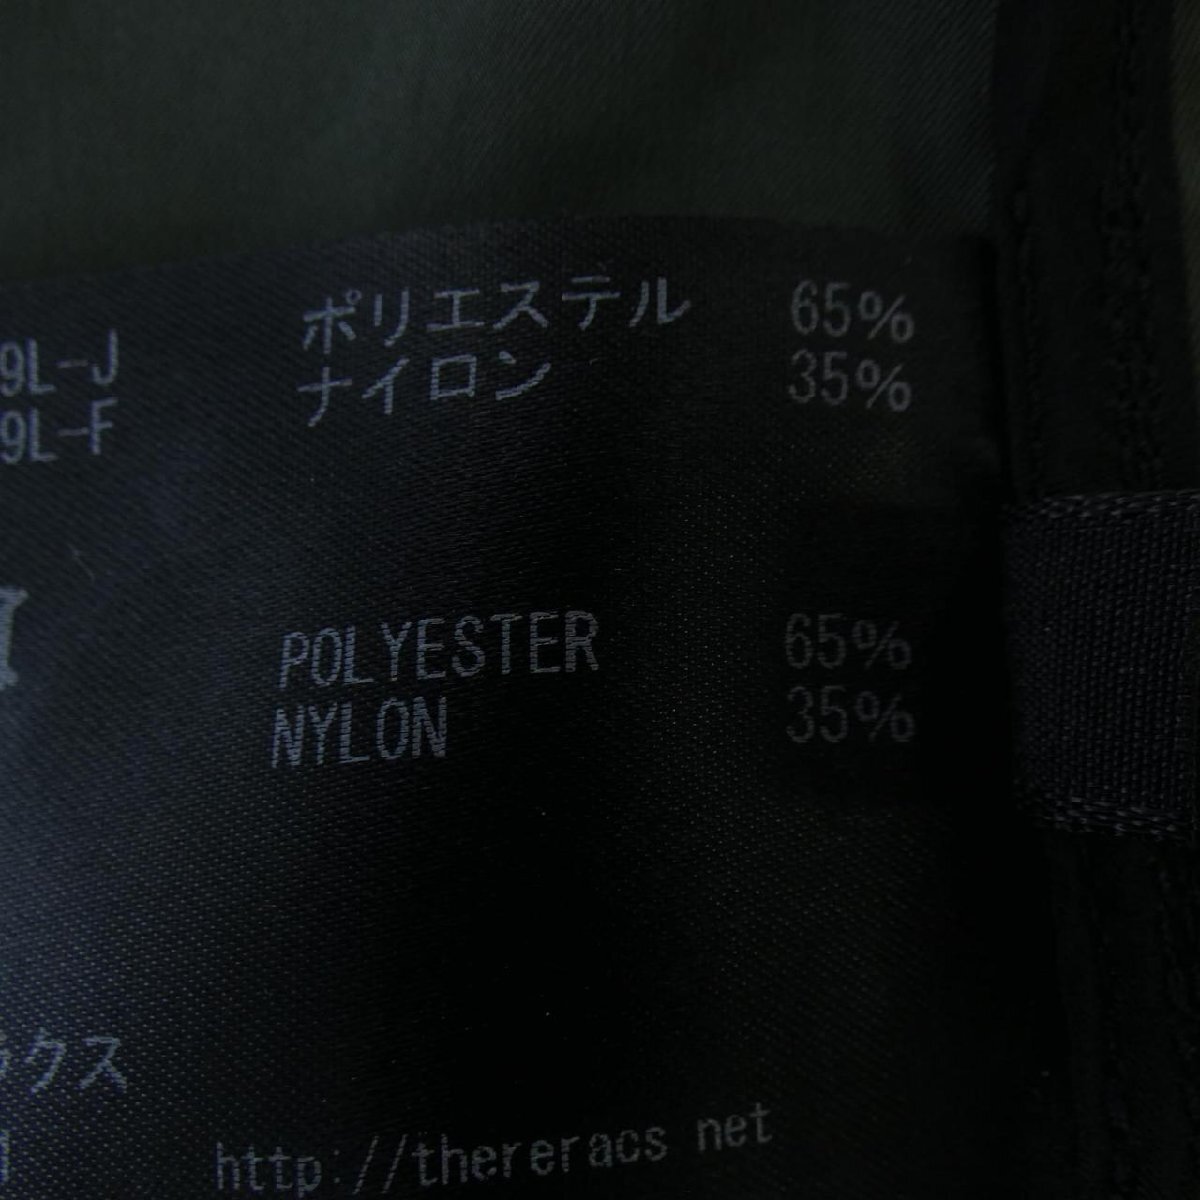 9L-J ポリエステル 65%
9L-F ナイロン 35%
POLYESTER 65%
NYLON 35%
クス
http://thereracs net